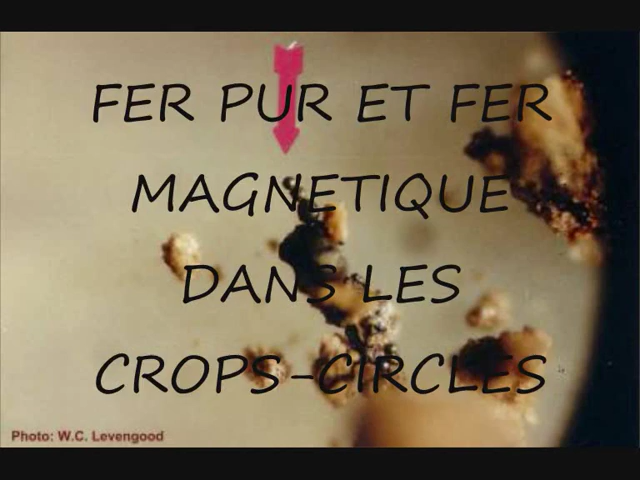 FER PUR ET FER
MAGNETIQUE
DANS LES
CROPS-CIRCLES
Photo: W.C. Levengood